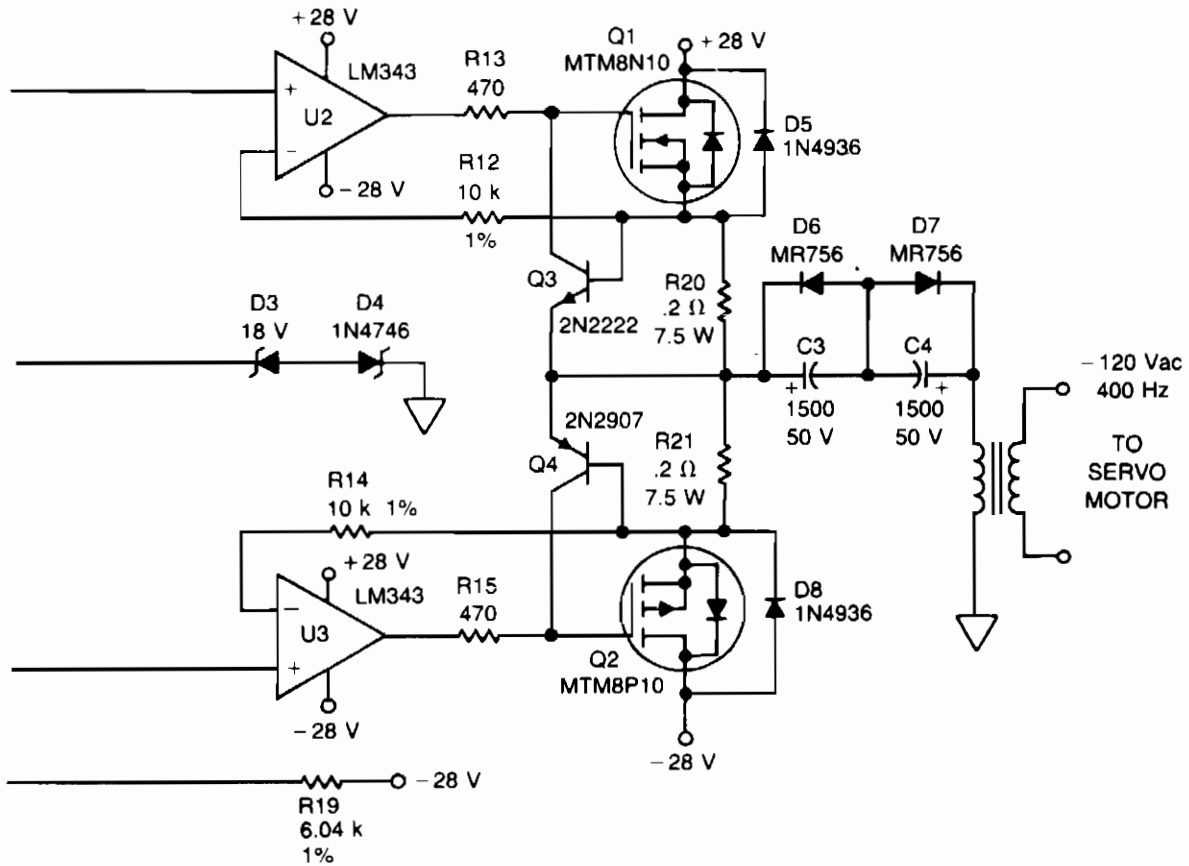 +28 V
LM343
+
U2
−
−28 V
R13
470
R12
10 k
1%
Q1
MTM8N10
+28 V
D5
1N4936
Q3
2N2222
R20
.2 Ω
7.5 W
D6
MR756
D7
MR756
C3
+
1500
50 V
C4
+
1500
50 V
−120 Vac
400 Hz
TO
SERVO
MOTOR
D3
18 V
D4
1N4746
2N2907
Q4
R21
.2 Ω
7.5 W
R14
10 k 1%
+28 V
LM343
−
U3
+
−28 V
R15
470
Q2
MTM8P10
D8
1N4936
−28 V
−28 V
R19
6.04 k
1%